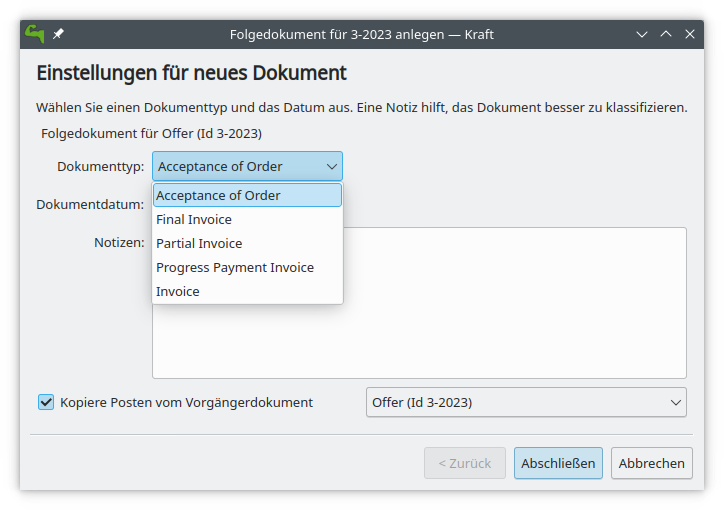 Folgedokument für 3-2023 anlegen — Kraft
Einstellungen für neues Dokument
Wählen Sie einen Dokumenttyp und das Datum aus. Eine Notiz hilft, das Dokument besser zu klassifizieren.
Folgedokument für Offer (Id 3-2023)
Dokumenttyp: Acceptance of Order
Acceptance of Order
Dokumentdatum:
Final Invoice
Notizen: Partial Invoice
Progress Payment Invoice
Invoice
Kopiere Posten vom Vorgängerdokument Offer (Id 3-2023)
< Zurück Abschließen Abbrechen